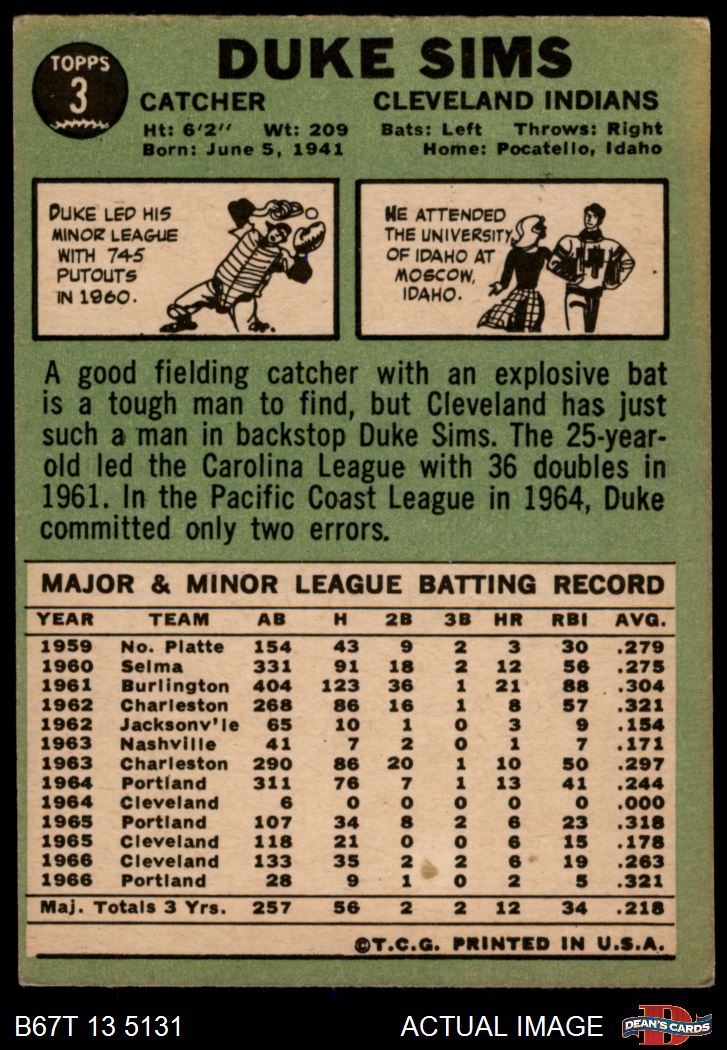 TOPPS
3
DUKE SIMS
CATCHER CLEVELAND INDIANS
Ht: 6'2" Wt: 209 Bats: Left Throws: Right
Born: June 5, 1941 Home: Pocatello, Idaho
DUKE LED HIS
MINOR LEAGUE
WITH 745
PUTOUTS
IN 1960.
HE ATTENDED
THE UNIVERSITY
OF IDAHO AT
MOSCOW,
IDAHO.
A good fielding catcher with an explosive bat
is a tough man to find, but Cleveland has just
such a man in backstop Duke Sims. The 25-year-
old led the Carolina League with 36 doubles in
1961. In the Pacific Coast League in 1964, Duke
committed only two errors.
MAJOR & MINOR LEAGUE BATTING RECORD
YEAR TEAM AB H 2B 3B HR RBI AVG.
1959 No. Platte 154 43 9 2 3 30 .279
1960 Selma 331 91 18 2 12 56 .275
1961 Burlington 404 123 36 1 21 88 .304
1962 Charleston 268 86 16 1 8 57 .321
1962 Jacksonv'le 65 10 1 0 3 9 .154
1963 Nashville 41 7 2 0 1 7 .171
1963 Charleston 290 86 20 1 10 50 .297
1964 Portland 311 76 7 1 13 41 .244
1964 Cleveland 6 0 0 0 0 0 .000
1965 Portland 107 34 8 2 6 23 .318
1965 Cleveland 118 21 0 0 6 15 .178
1966 Cleveland 133 35 2 2 6 19 .263
1966 Portland 28 9 1 0 2 5 .321
Maj. Totals 3 Yrs. 257 56 2 2 12 34 .218
©T.C.G. PRINTED IN U.S.A.
B67T 13 5131 ACTUAL IMAGE
D
DEAN'S CARDS